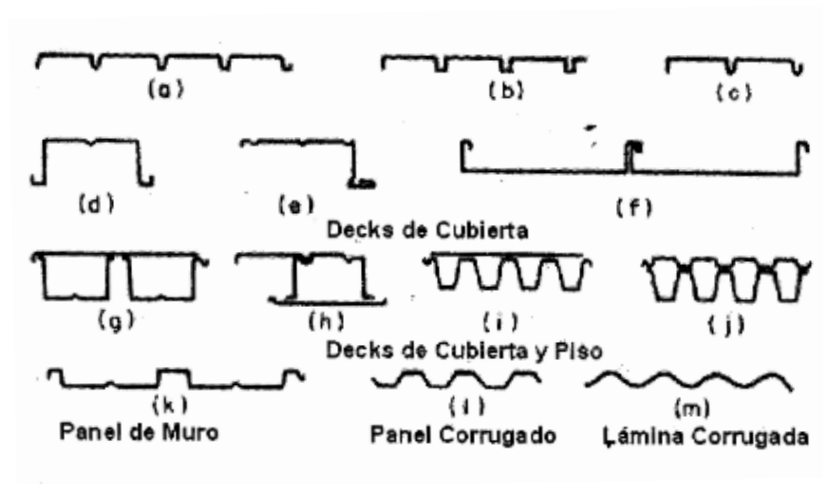 (a) (b) (c)
(d) (e) (f)
Decks de Cubierta
(g) (h) (i) (j)
Decks de Cubierta y Piso
(k) (l) (m)
Panel de Muro Panel Corrugado Lámina Corrugada